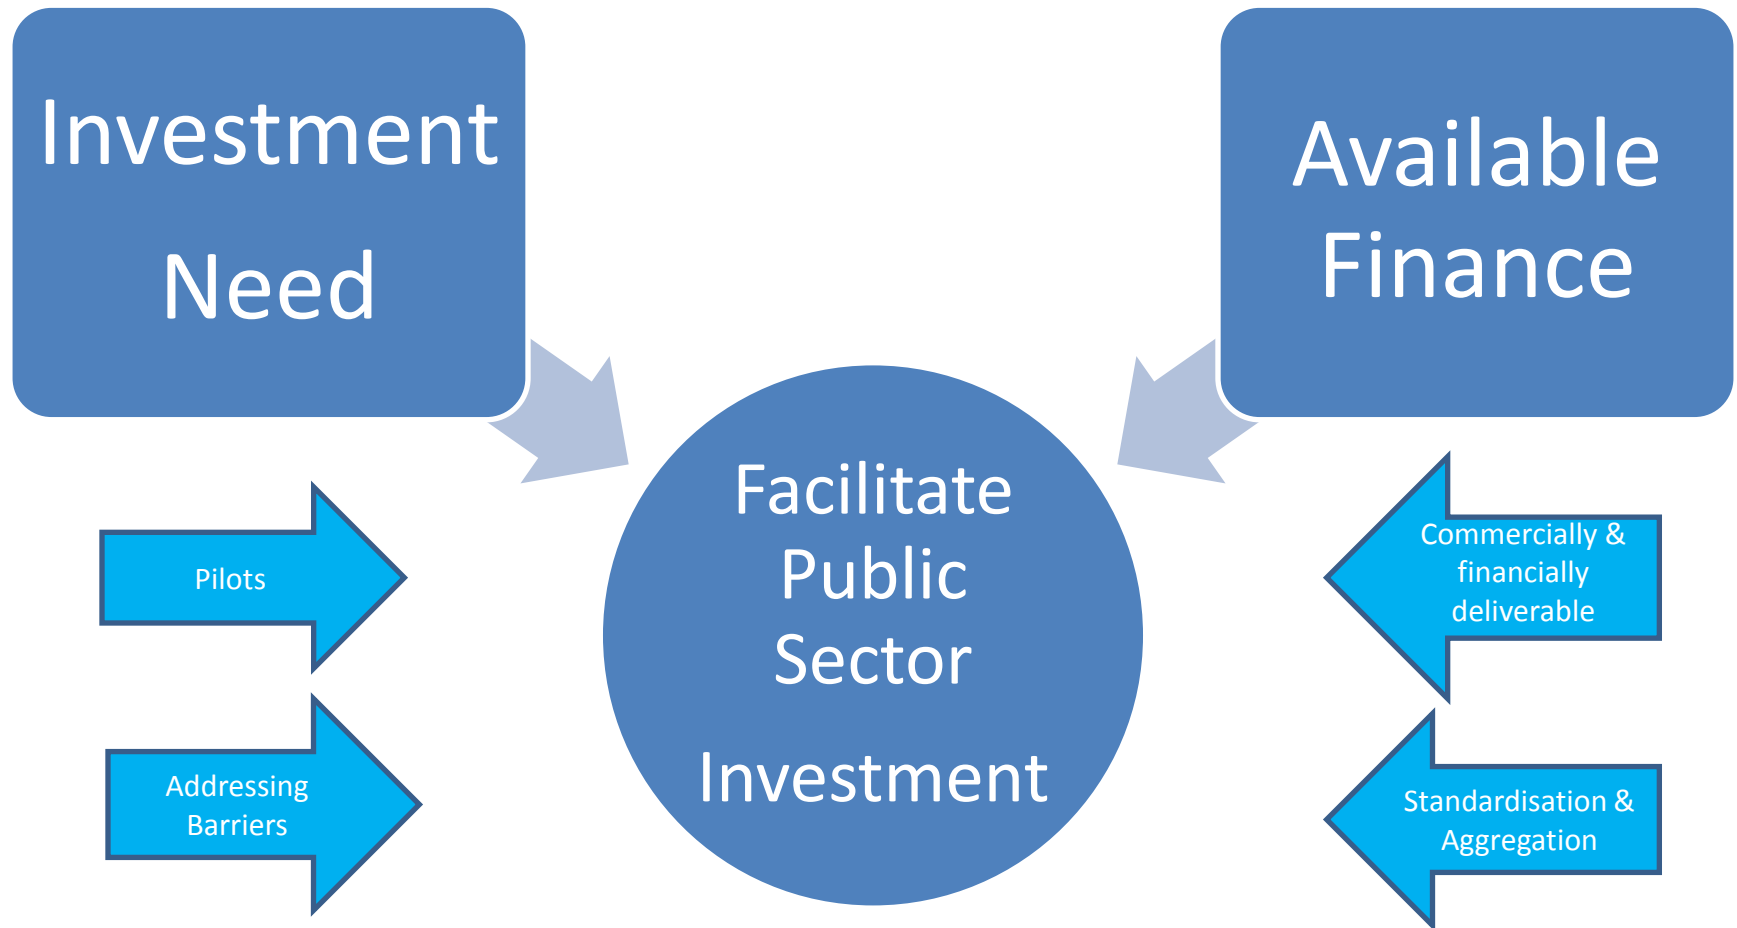 Investment
Need
Available
Finance
Facilitate
Public
Sector
Investment
Pilots
Addressing
Barriers
Commercially &
financially
deliverable
Standardisation &
Aggregation